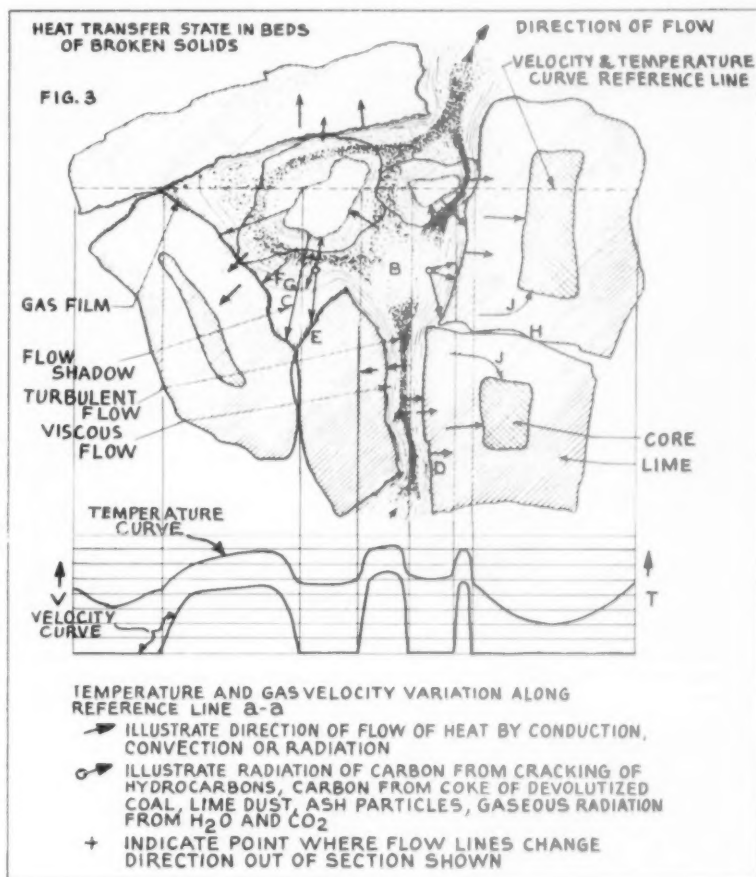 HEAT TRANSFER STATE IN BEDS
OF BROKEN SOLIDS
FIG. 3
DIRECTION OF FLOW
VELOCITY & TEMPERATURE
CURVE REFERENCE LINE
B
G
C
E
J
H
J
D
GAS FILM
FLOW
SHADOW
TURBULENT
FLOW
VISCOUS
FLOW
CORE
LIME
TEMPERATURE
CURVE
V
T
VELOCITY
CURVE
TEMPERATURE AND GAS VELOCITY VARIATION ALONG
REFERENCE LINE a-a
ILLUSTRATE DIRECTION OF FLOW OF HEAT BY CONDUCTION,
CONVECTION OR RADIATION
ILLUSTRATE RADIATION OF CARBON FROM CRACKING OF
HYDROCARBONS, CARBON FROM COKE OF DEVOLUTIZED
COAL, LIME DUST, ASH PARTICLES, GASEOUS RADIATION
FROM H2O AND CO2
+ INDICATE POINT WHERE FLOW LINES CHANGE
DIRECTION OUT OF SECTION SHOWN